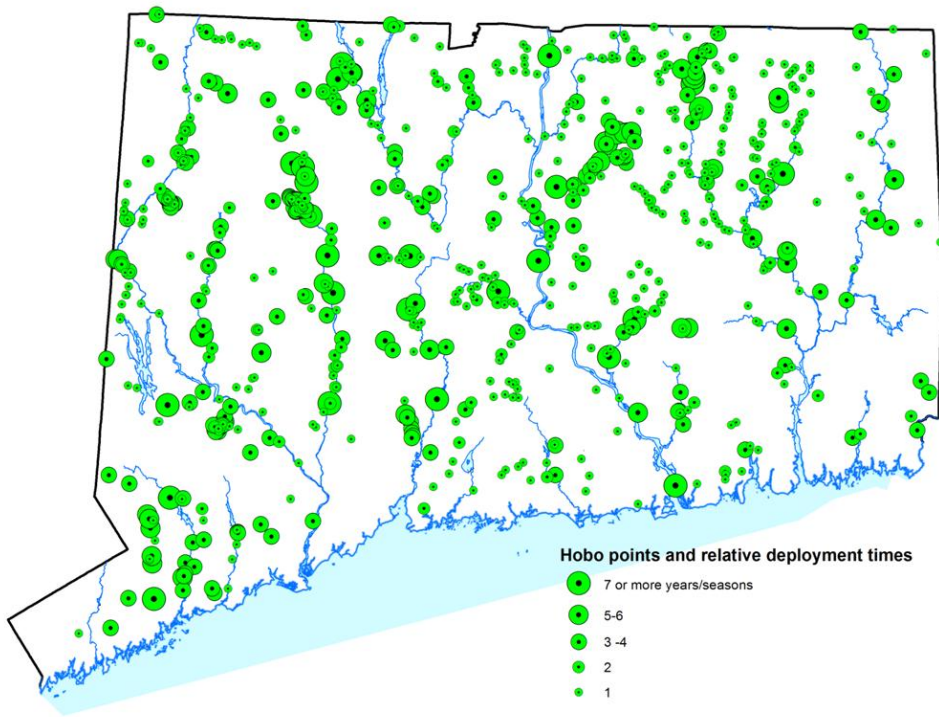 Hobo points and relative deployment times
7 or more years/seasons
5-6
3 -4
2
1